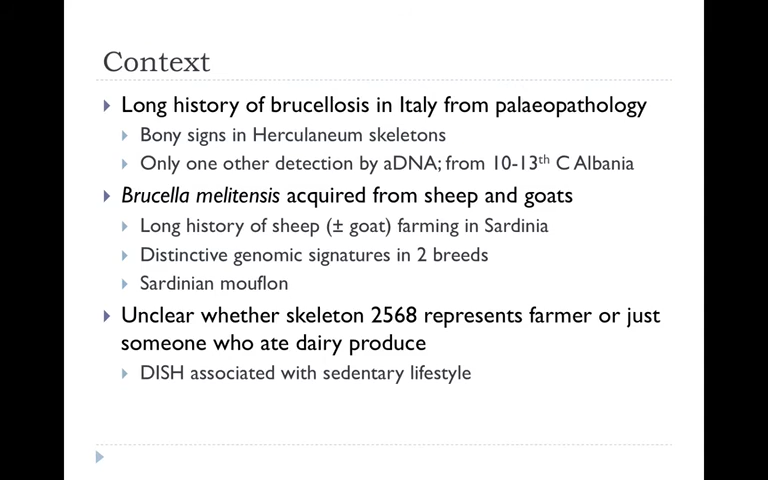 Context
Long history of brucellosis in Italy from palaeopathology
Bony signs in Herculaneum skeletons
Only one other detection by aDNA; from 10-13th C Albania
Brucella melitensis acquired from sheep and goats
Long history of sheep (± goat) farming in Sardinia
Distinctive genomic signatures in 2 breeds
Sardinian mouflon
Unclear whether skeleton 2568 represents farmer or just
someone who ate dairy produce
DISH associated with sedentary lifestyle